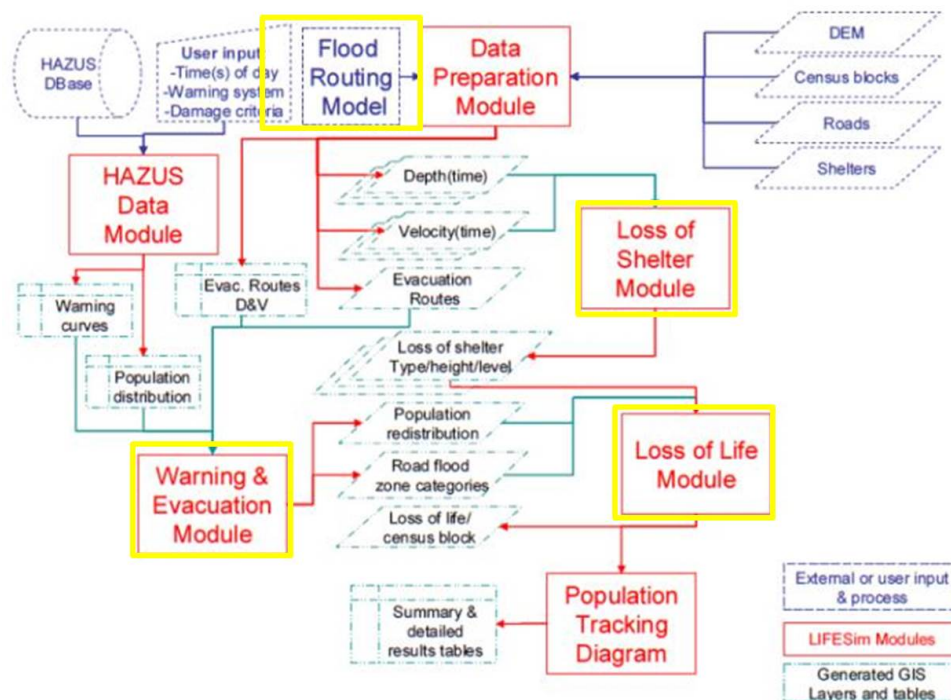 HAZUS
DBase
User input
-Time(s) of day
-Warning system
-Damage criteria
Flood
Routing
Model
Data
Preparation
Module
DEM
Census blocks
Roads
Shelters
HAZUS
Data
Module
Depth(time)
Velocity(time)
Evacuation
Routes
Loss of
Shelter
Module
Warning
curves
Evac. Routes
D&V
Population
distribution
Loss of shelter
Type/height/level
Population
redistribution
Road flood
zone categories
Loss of life/
census block
Warning &
Evacuation
Module
Loss of Life
Module
Summary &
detailed
results tables
Population
Tracking
Diagram
External or user input
& process
LIFESim Modules
Generated GIS
Layers and tables